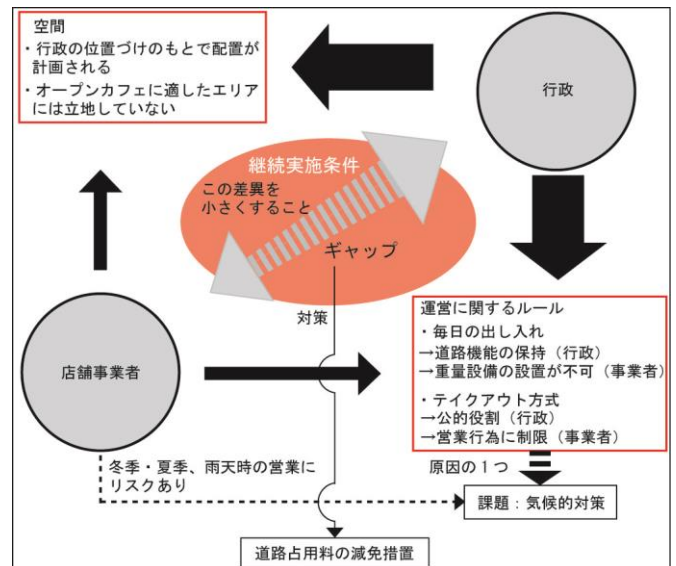 空間
・行政の位置づけのもとで配置が
計画される
・オープンカフェに適したエリア
には立地していない
行政
継続実施条件
この差異を
小さくすること
ギャップ
対策
店舗事業者
運営に関するルール
・毎日の出し入れ
→道路機能の保持（行政）
→重量設備の設置が不可（事業者）
・テイクアウト方式
→公的役割（行政）
→営業行為に制限（事業者）
冬季・夏季、雨天時の営業に
リスクあり
原因の１つ
課題：気候的対策
道路占用料の減免措置